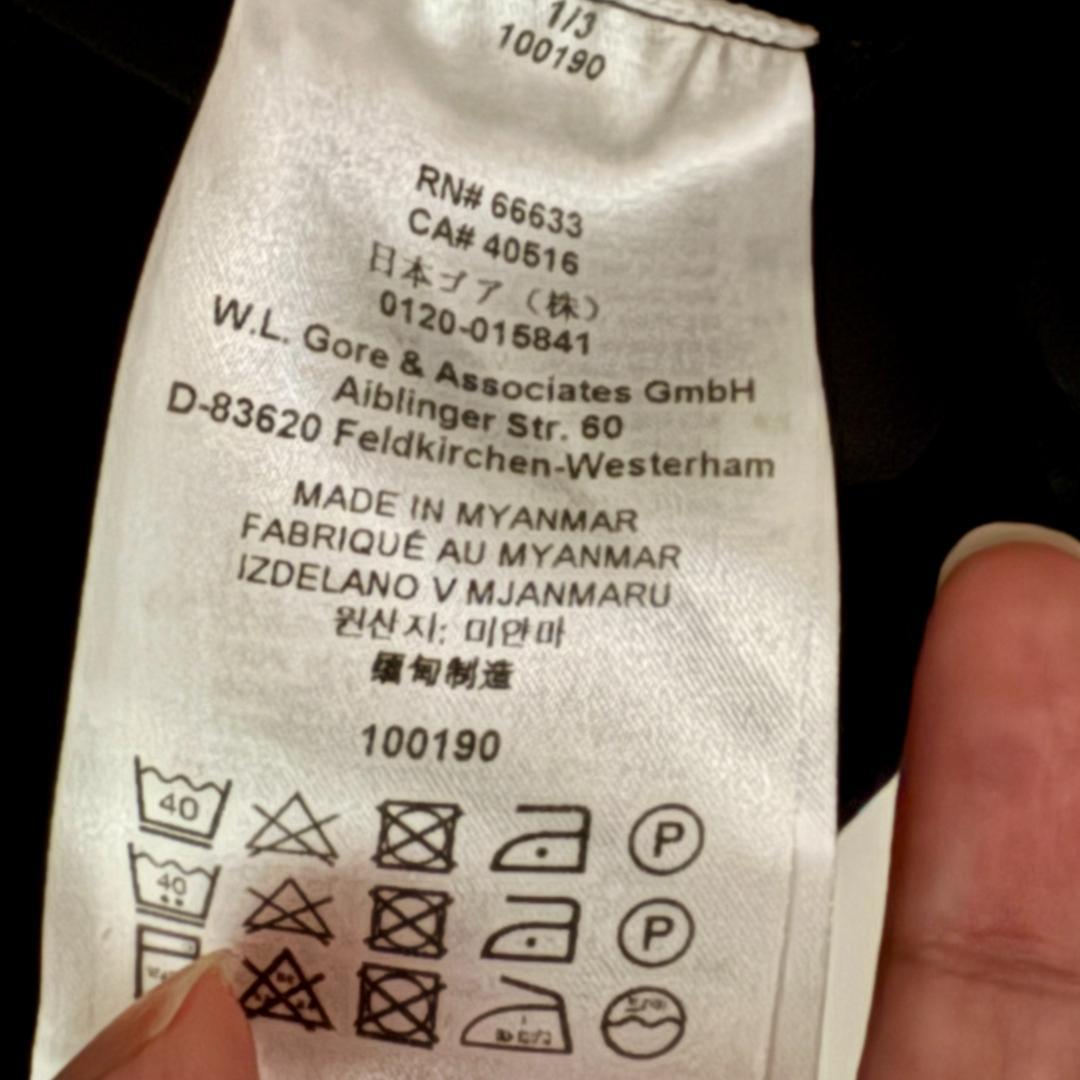 1/3
100190
RN# 66633
CA# 40516
日本ゴア（株）
0120-015841
W.L. Gore & Associates GmbH
Aiblinger Str. 60
D-83620 Feldkirchen-Westerham
MADE IN MYANMAR
FABRIQUÉ AU MYANMAR
IZDELANO V MJANMARU
원산지: 미얀마
缅甸制造
100190
40 P
40 P